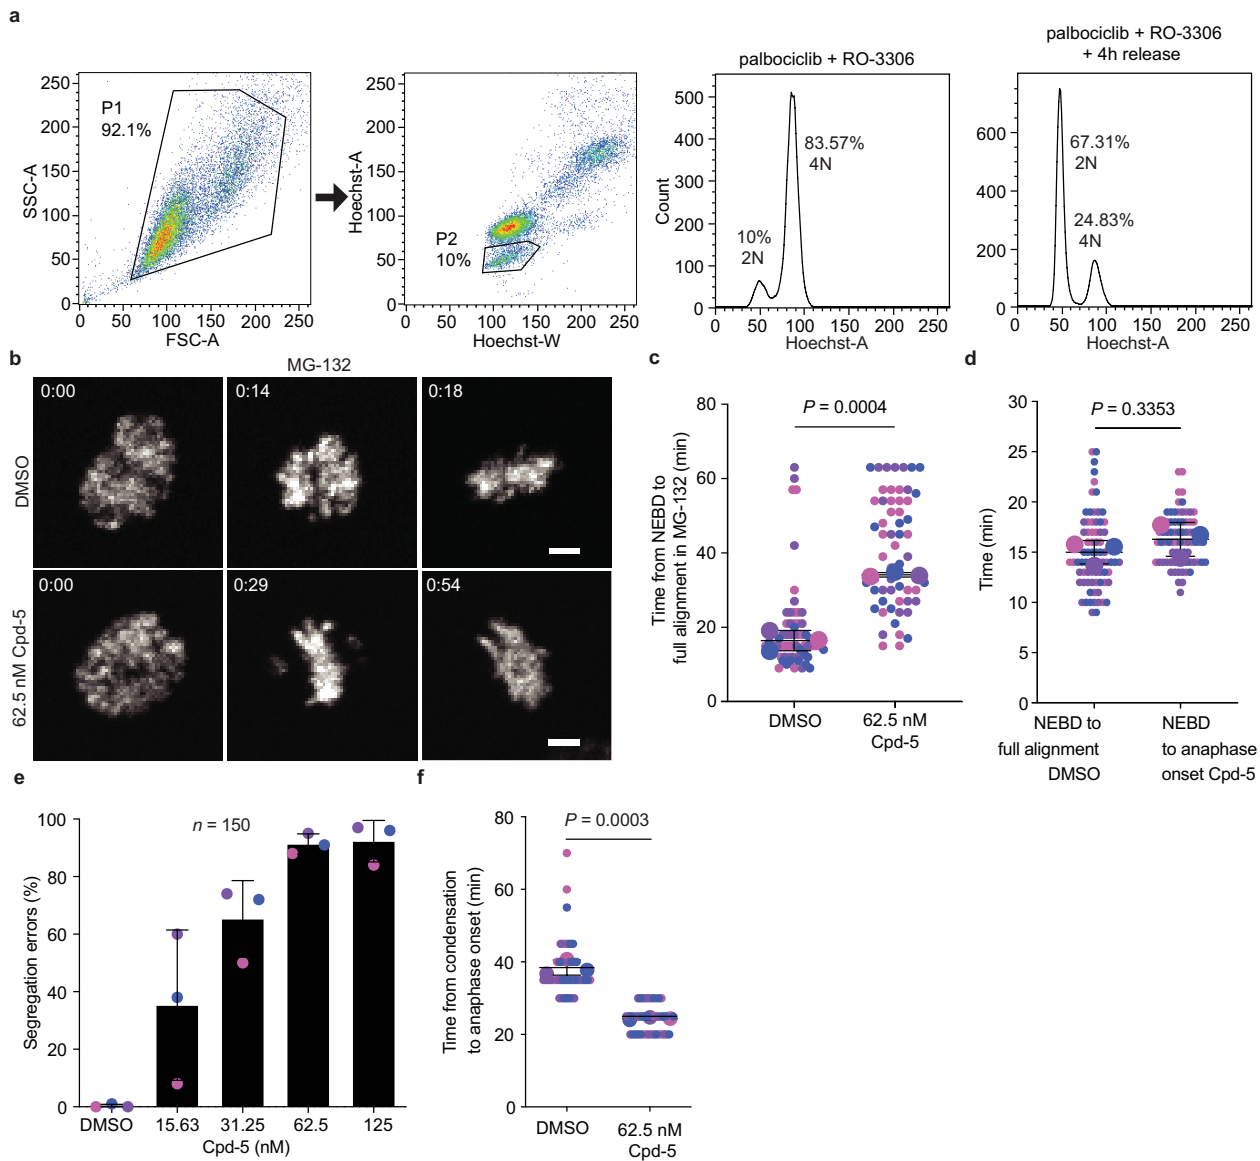 a
250
200
150
100
50
0
SSC-A
P1
92.1%
0 50 100 150 200 250
FSC-A
250
200
150
100
50
0
Hoechst-A
P2
10%
0 50 100 150 200 250
Hoechst-W
palbociclib + RO-3306
500
400
300
200
100
0
Count
83.57%
4N
10%
2N
0 50 100 150 200 250
Hoechst-A
palbociclib + RO-3306
+ 4h release
600
400
200
0
67.31%
2N
24.83%
4N
0 50 100 150 200 250
Hoechst-A
b
MG-132
DMSO
0:00
0:14
0:18
62.5 nM Cpd-5
0:00
0:29
0:54
c
Time from NEBD to
full alignment in MG-132 (min)
80
60
40
20
0
P = 0.0004
DMSO
62.5 nM
Cpd-5
d
Time (min)
30
25
20
15
10
5
0
P = 0.3353
NEBD to
full alignment
DMSO
NEBD
to anaphase
onset Cpd-5
e
Segregation errors (%)
100
80
60
40
20
0
n = 150
DMSO 15.63 31.25 62.5 125
Cpd-5 (nM)
f
Time from condensation
to anaphase onset (min)
80
60
40
20
0
P = 0.0003
DMSO
62.5 nM
Cpd-5